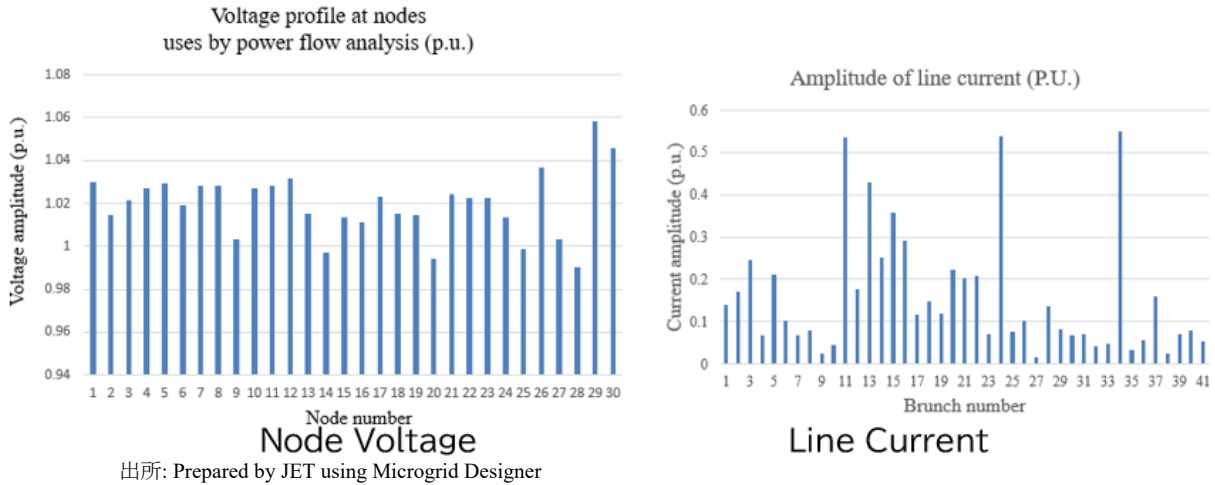 Voltage profile at nodes
uses by power flow analysis (p.u.)
1.08
1.06
1.04
1.02
1
0.98
0.96
0.94
Voltage amplitude (p.u.)
1 2 3 4 5 6 7 8 9 10 11 12 13 14 15 16 17 18 19 20 21 22 23 24 25 26 27 28 29 30
Node number
Node Voltage
Amplitude of line current (P.U.)
0.6
0.5
0.4
0.3
0.2
0.1
0
Current amplitude (p.u.)
1 3 5 7 9 11 13 15 17 19 21 23 25 27 29 31 33 35 37 39 41
Brunch number
Line Current
出所: Prepared by JET using Microgrid Designer